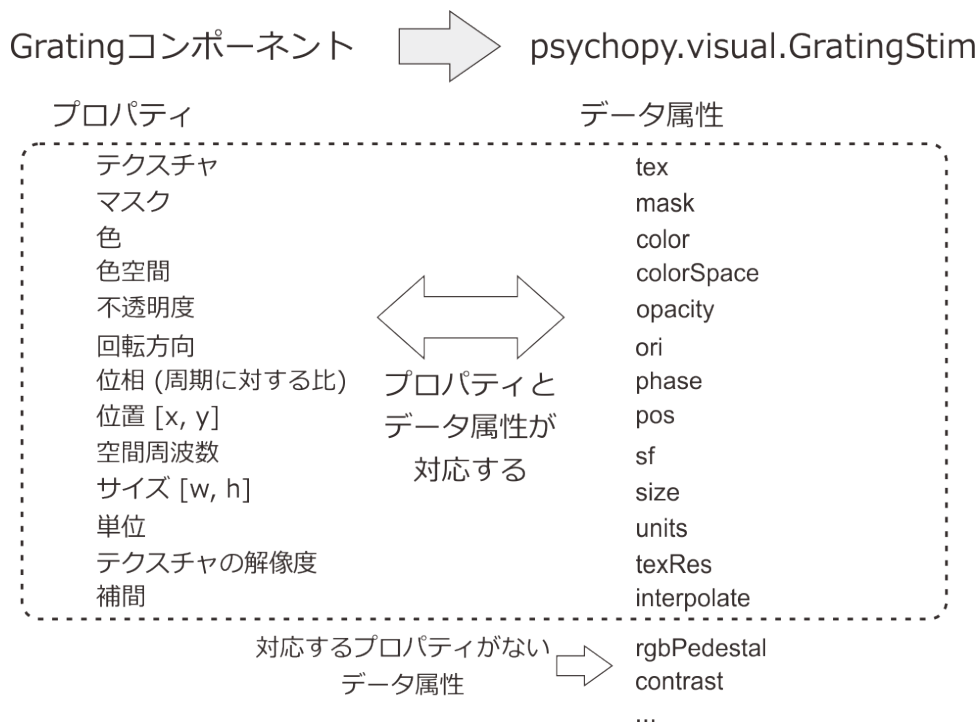 Gratingコンポーネント psychopy.visual.GratingStim
プロパティ データ属性
テクスチャ tex
マスク mask
色 color
色空間 colorSpace
不透明度 opacity
回転方向 ori
位相 (周期に対する比) phase
位置 [x, y] pos
空間周波数 sf
サイズ [w, h] size
単位 units
テクスチャの解像度 texRes
補間 interpolate
プロパティと
データ属性が
対応する
対応するプロパティがない
データ属性
rgbPedestal
contrast
...